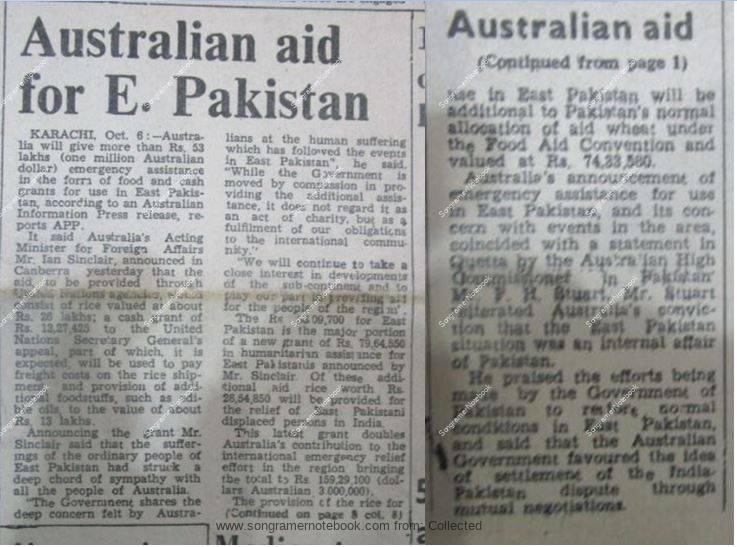 Australian aid
for E. Pakistan
KARACHI, Oct. 6 :—Austra-
lia will give more than Rs. 53
lakhs (one million Australian
dollar) emergency assistance
in the form of food and cash
grants for use in East Pakis-
tan, according to an Australian
Information Press release, re-
ports APP.
It said Australia's Acting
Minister for Foreign Affairs
Mr. Ian Sinclair, announced in
Canberra yesterday that the
aid to be provided through
United nations agencies, would
consist of rice valued at about
Rs. 26 lakhs; a cash grant of
Rs. 13,27,425 to the United
Nations Secretary General's
appeal, part of which, it is
expected, will be used to pay
freight costs the rice ship-
ment and provision of addi-
tional foodstuffs, such as edi-
ble oils, to the value of about
Rs. 13 lakhs.
Announcing the grant Mr.
Sinclair said that the suffer-
ings of the ordinary people of
East Pakistan had struck a
deep chord of sympathy with
all the people of Australia.
"The Government shares the
deep concern felt by Austra-
lians at the human suffering
which has followed the events
in East Pakistan", he said.
"While the Government is
moved by compassion in pro-
viding the additional assis-
tance, it does not regard it as
an act of charity, but as a
fulfilment of our obligations
to the international commu-
nity."
"We will continue to take a
close interest in developments
of the sub-continent and to
play our part in providing aid
for the people of the region".
The Rs 09,700 for East
Pakistan is the major portion
of a new grant of Rs. 79,64,550
in humanitarian assistance for
East Pakistanis announced by
Mr. Sinclair. Of these addi-
tional aid rice worth Rs.
26,54,850 will be provided for
the relief of East Pakistani
displaced persons in India.
This latest grant doubles
Australia's contribution to the
international emergency relief
effort in the region bringing
the total to Rs 159,29,100 (dol-
lars Australian 3,000,000).
The provision of the rice for
(Continued on page 8 col. 8)
Australian aid
(Continued from page 1)
use in East Pakistan will be
additional to Pakistan's normal
allocation of aid wheat under
the Food Aid Convention and
valued at Rs. 74,33,580.
Australia's announcement of
emergency assistance for use
in East Pakistan, and its con-
cern with events in the area,
coincided with a statement in
Quetta by the Australian High
Commissioner in Pakistan
Mr. F. H. Stuart. Mr. Stuart
reiterated Australia's convic-
tion that the East Pakistan
situation was an internal affair
of Pakistan.
He praised the efforts being
made by the Government of
Pakistan to restore normal
conditions in East Pakistan,
and said that the Australian
Government favoured the idea
of settlement of the India-
Pakistan dispute through
mutual negotiations.
www.songramernotebook.com from Collected